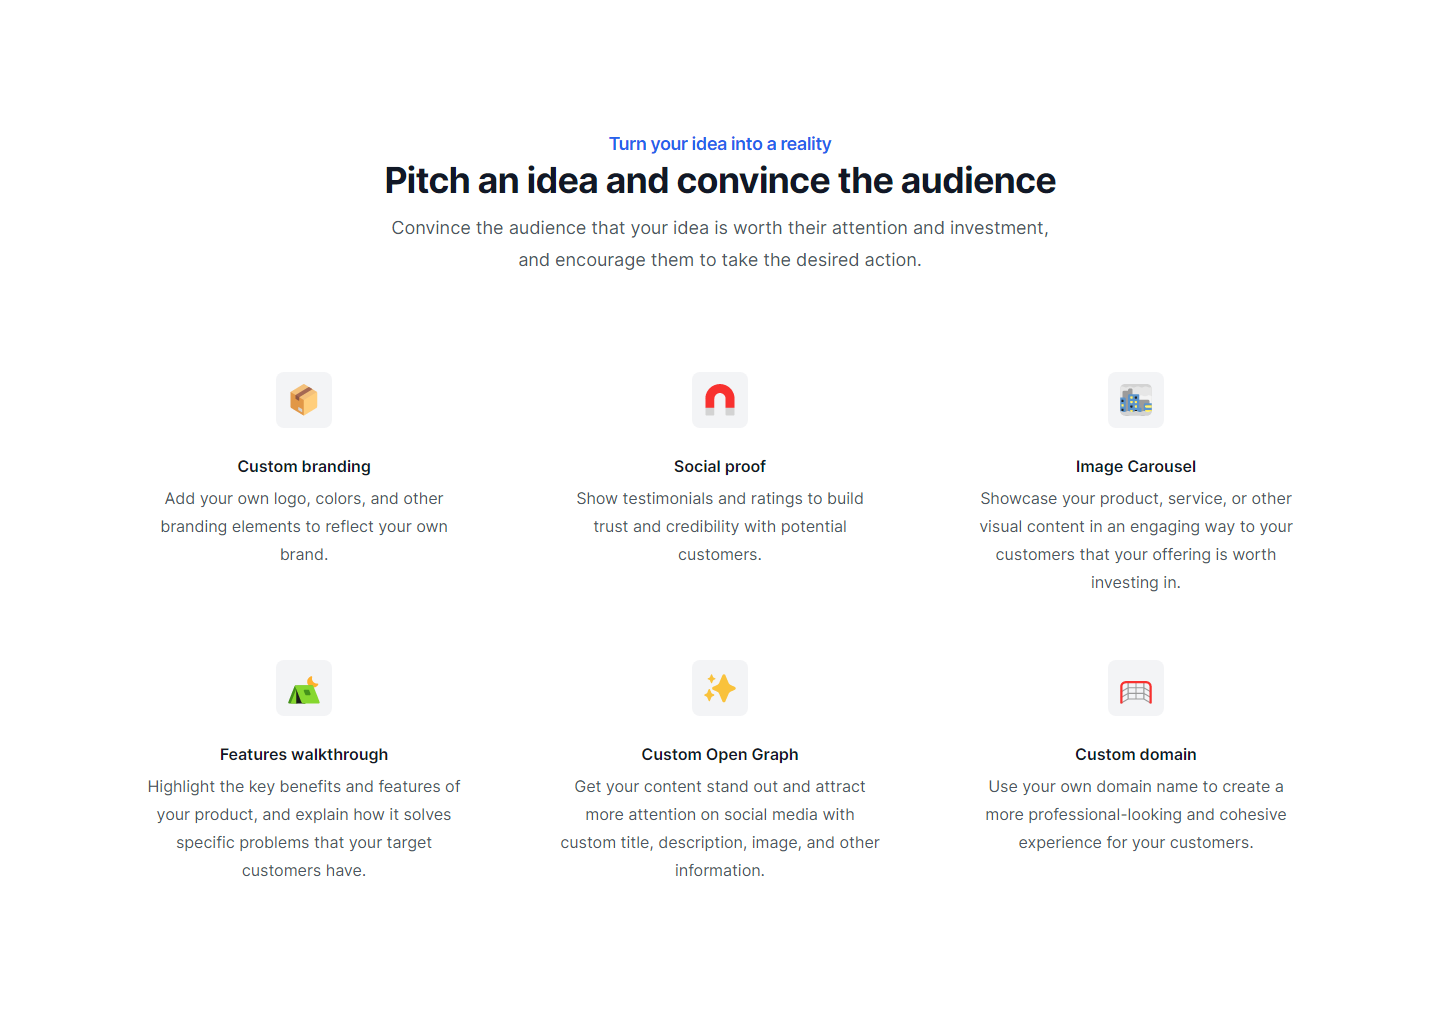 Turn your idea into a reality
Pitch an idea and convince the audience
Convince the audience that your idea is worth their attention and investment,
and encourage them to take the desired action.
Custom branding
Add your own logo, colors, and other
branding elements to reflect your own
brand.
Social proof
Show testimonials and ratings to build
trust and credibility with potential
customers.
Image Carousel
Showcase your product, service, or other
visual content in an engaging way to your
customers that your offering is worth
investing in.
Features walkthrough
Highlight the key benefits and features of
your product, and explain how it solves
specific problems that your target
customers have.
Custom Open Graph
Get your content stand out and attract
more attention on social media with
custom title, description, image, and other
information.
Custom domain
Use your own domain name to create a
more professional-looking and cohesive
experience for your customers.